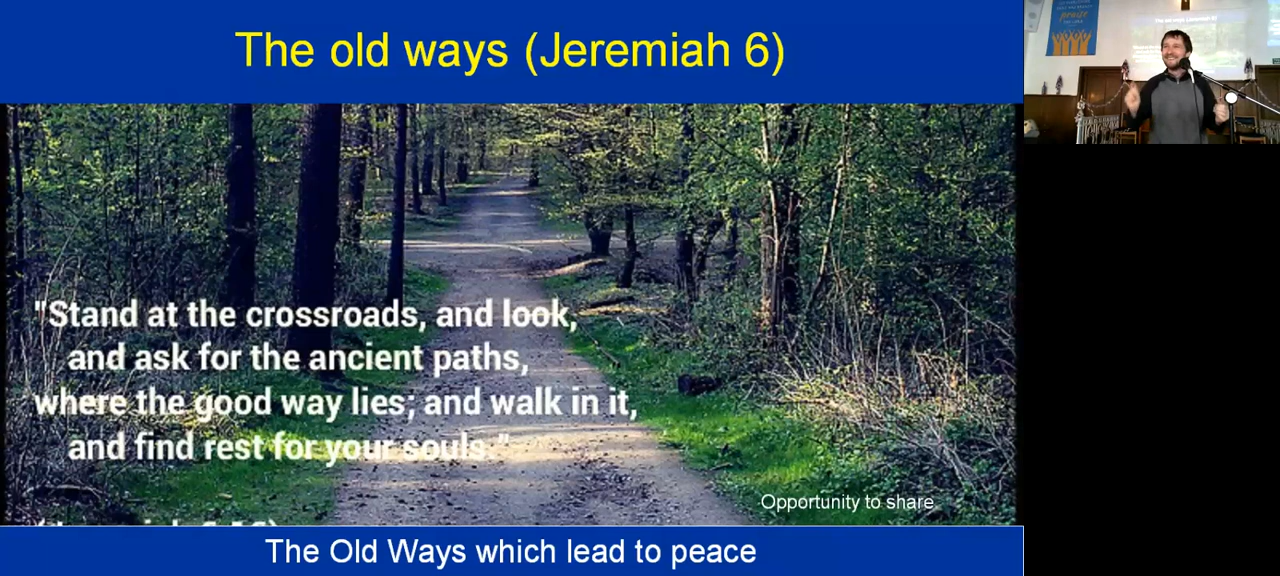 The old ways (Jeremiah 6)
"Stand at the crossroads, and look,
and ask for the ancient paths,
where the good way lies; and walk in it,
and find rest for your souls."
Opportunity to share
The Old Ways which lead to peace
praise